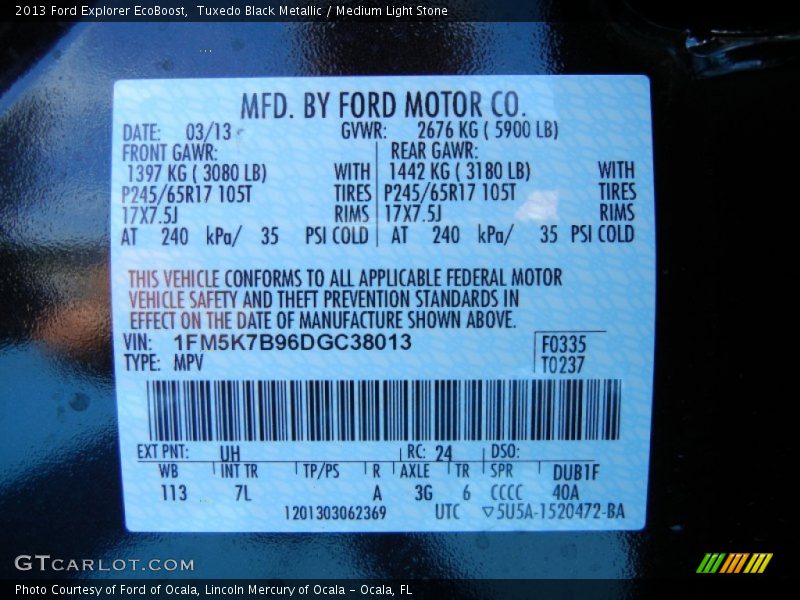 2013 Ford Explorer EcoBoost,  Tuxedo Black Metallic / Medium Light Stone
MFD. BY FORD MOTOR CO.
DATE: 03/13 GVWR: 2676 KG ( 5900 LB)
FRONT GAWR: REAR GAWR:
1397 KG ( 3080 LB) WITH 1442 KG ( 3180 LB) WITH
P245/65R17 105T TIRES P245/65R17 105T TIRES
17X7.5J RIMS 17X7.5J RIMS
AT 240 kPa/ 35 PSI COLD AT 240 kPa/ 35 PSI COLD
THIS VEHICLE CONFORMS TO ALL APPLICABLE FEDERAL MOTOR
VEHICLE SAFETY AND THEFT PREVENTION STANDARDS IN
EFFECT ON THE DATE OF MANUFACTURE SHOWN ABOVE.
VIN: 1FM5K7B96DGC38013 F0335
TYPE: MPV T0237
EXT PNT: UH RC: 24 DSO:
WB INT TR TP/PS R AXLE TR SPR DUB1F
113 7L A 3G 6 CCCC 40A
1201303062369 UTC ▽5U5A-1520472-BA
GTCARLOT.COM
Photo Courtesy of Ford of Ocala, Lincoln Mercury of Ocala – Ocala, FL